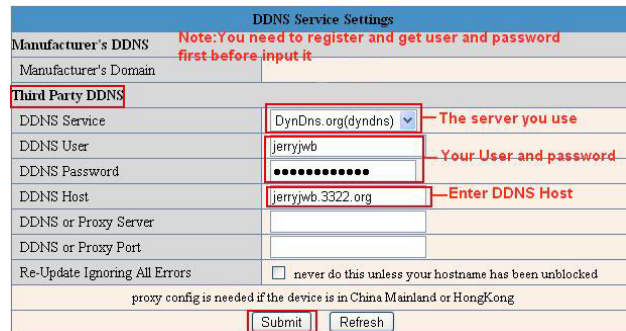 DDNS Service Settings
Manufacturer's DDNS
Note:You need to register and get user and password
first before input it
Manufacturer's Domain
Third Party DDNS
DDNS Service
DynDns.org(dyndns)
The server you use
DDNS User
jerryjwb
Your User and password
DDNS Password
●●●●●●●●●●●●
DDNS Host
jerryjwb.3322.org
Enter DDNS Host
DDNS or Proxy Server
DDNS or Proxy Port
Re-Update Ignoring All Errors
never do this unless your hostname has been unblocked
proxy config is needed if the device is in China Mainland or HongKong
Submit
Refresh